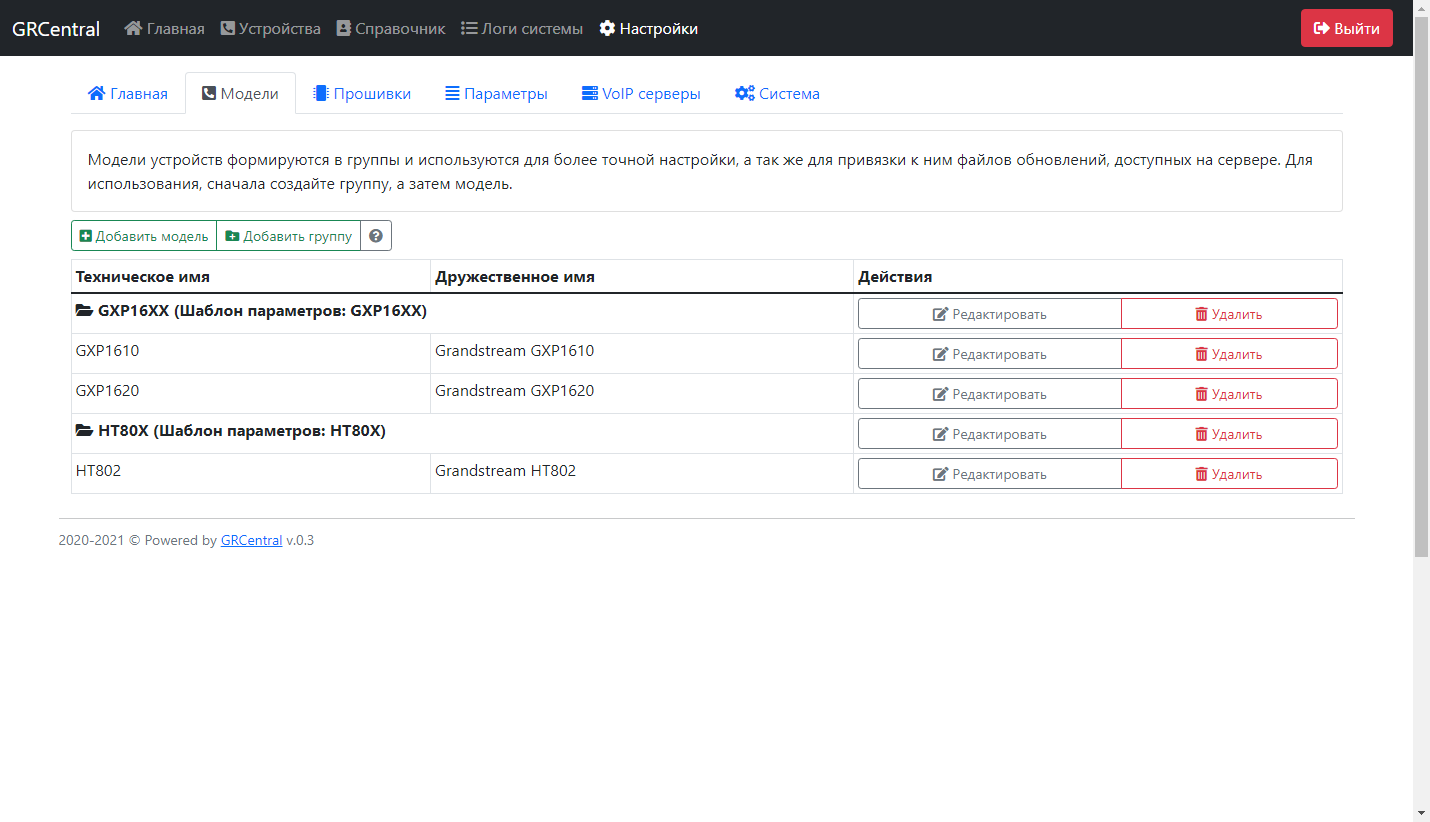 GRCentral Главная Устройства Справочник Логи системы Настройки Выйти
Главная Модели Прошивки Параметры VoIP серверы Система
Модели устройств формируются в группы и используются для более точной настройки, а так же для привязки к ним файлов обновлений, доступных на сервере. Для
использования, сначала создайте группу, а затем модель.
Добавить модель Добавить группу
Техническое имя Дружественное имя Действия
GXP16XX (Шаблон параметров: GXP16XX) Редактировать Удалить
GXP1610 Grandstream GXP1610 Редактировать Удалить
GXP1620 Grandstream GXP1620 Редактировать Удалить
HT80X (Шаблон параметров: HT80X) Редактировать Удалить
HT802 Grandstream HT802 Редактировать Удалить
2020-2021 © Powered by GRCentral v.0.3